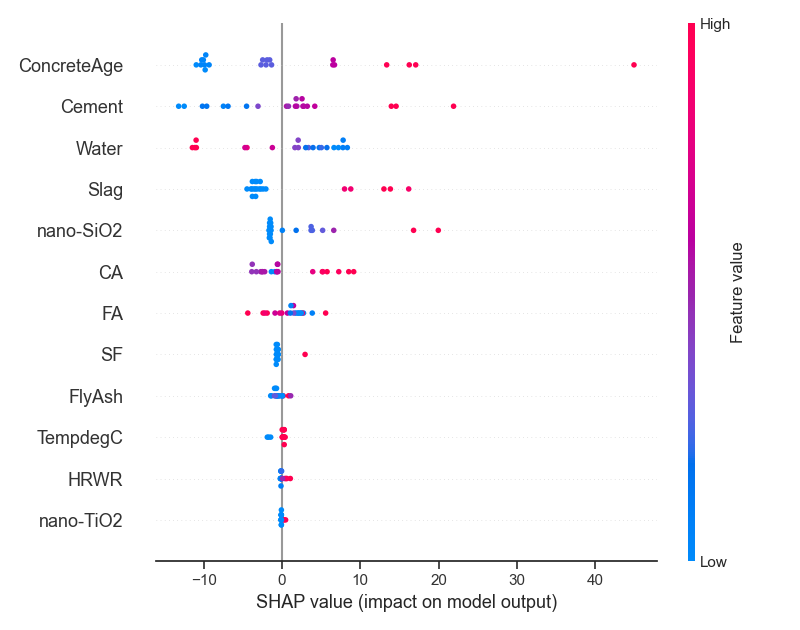 High
ConcreteAge
Cement
Water
Slag
nano-SiO2
CA
FA
SF
FlyAsh
TempdegC
HRWR
nano-TiO2
Feature value
Low
−10 0 10 20 30 40
SHAP value (impact on model output)